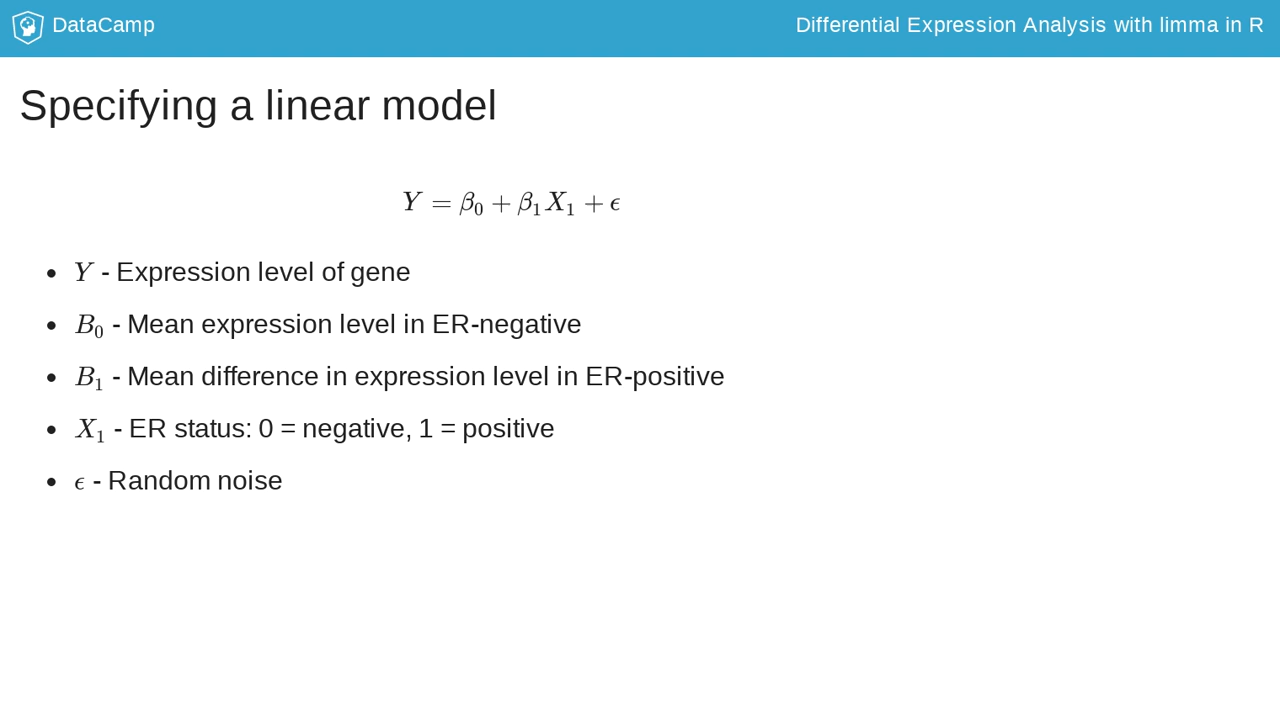 DataCamp
Differential Expression Analysis with limma in R
Specifying a linear model
Y = β₀ + β₁X₁ + ϵ
• Y - Expression level of gene
• B₀ - Mean expression level in ER-negative
• B₁ - Mean difference in expression level in ER-positive
• X₁ - ER status: 0 = negative, 1 = positive
• ϵ - Random noise